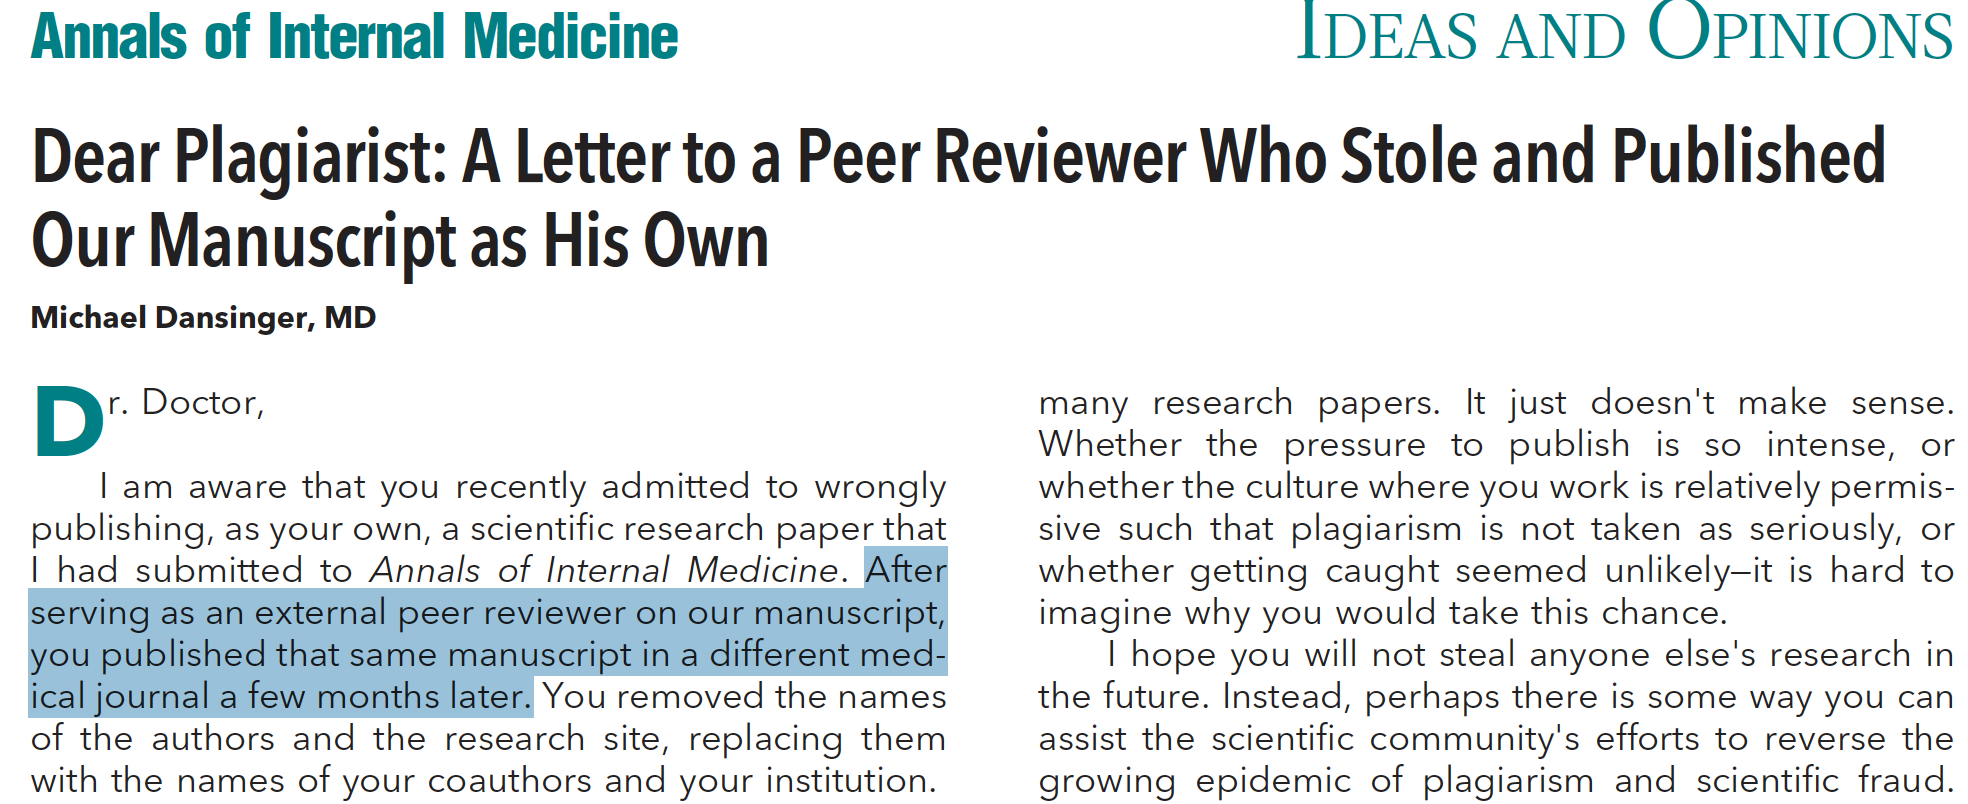 Annals of Internal Medicine
IDEAS AND OPINIONS
Dear Plagiarist: A Letter to a Peer Reviewer Who Stole and Published
Our Manuscript as His Own
Michael Dansinger, MD
Dr. Doctor,
I am aware that you recently admitted to wrongly
publishing, as your own, a scientific research paper that
I had submitted to Annals of Internal Medicine. After
serving as an external peer reviewer on our manuscript,
you published that same manuscript in a different med-
ical journal a few months later. You removed the names
of the authors and the research site, replacing them
with the names of your coauthors and your institution.
many research papers. It just doesn't make sense.
Whether the pressure to publish is so intense, or
whether the culture where you work is relatively permis-
sive such that plagiarism is not taken as seriously, or
whether getting caught seemed unlikely—it is hard to
imagine why you would take this chance.
I hope you will not steal anyone else's research in
the future. Instead, perhaps there is some way you can
assist the scientific community's efforts to reverse the
growing epidemic of plagiarism and scientific fraud.